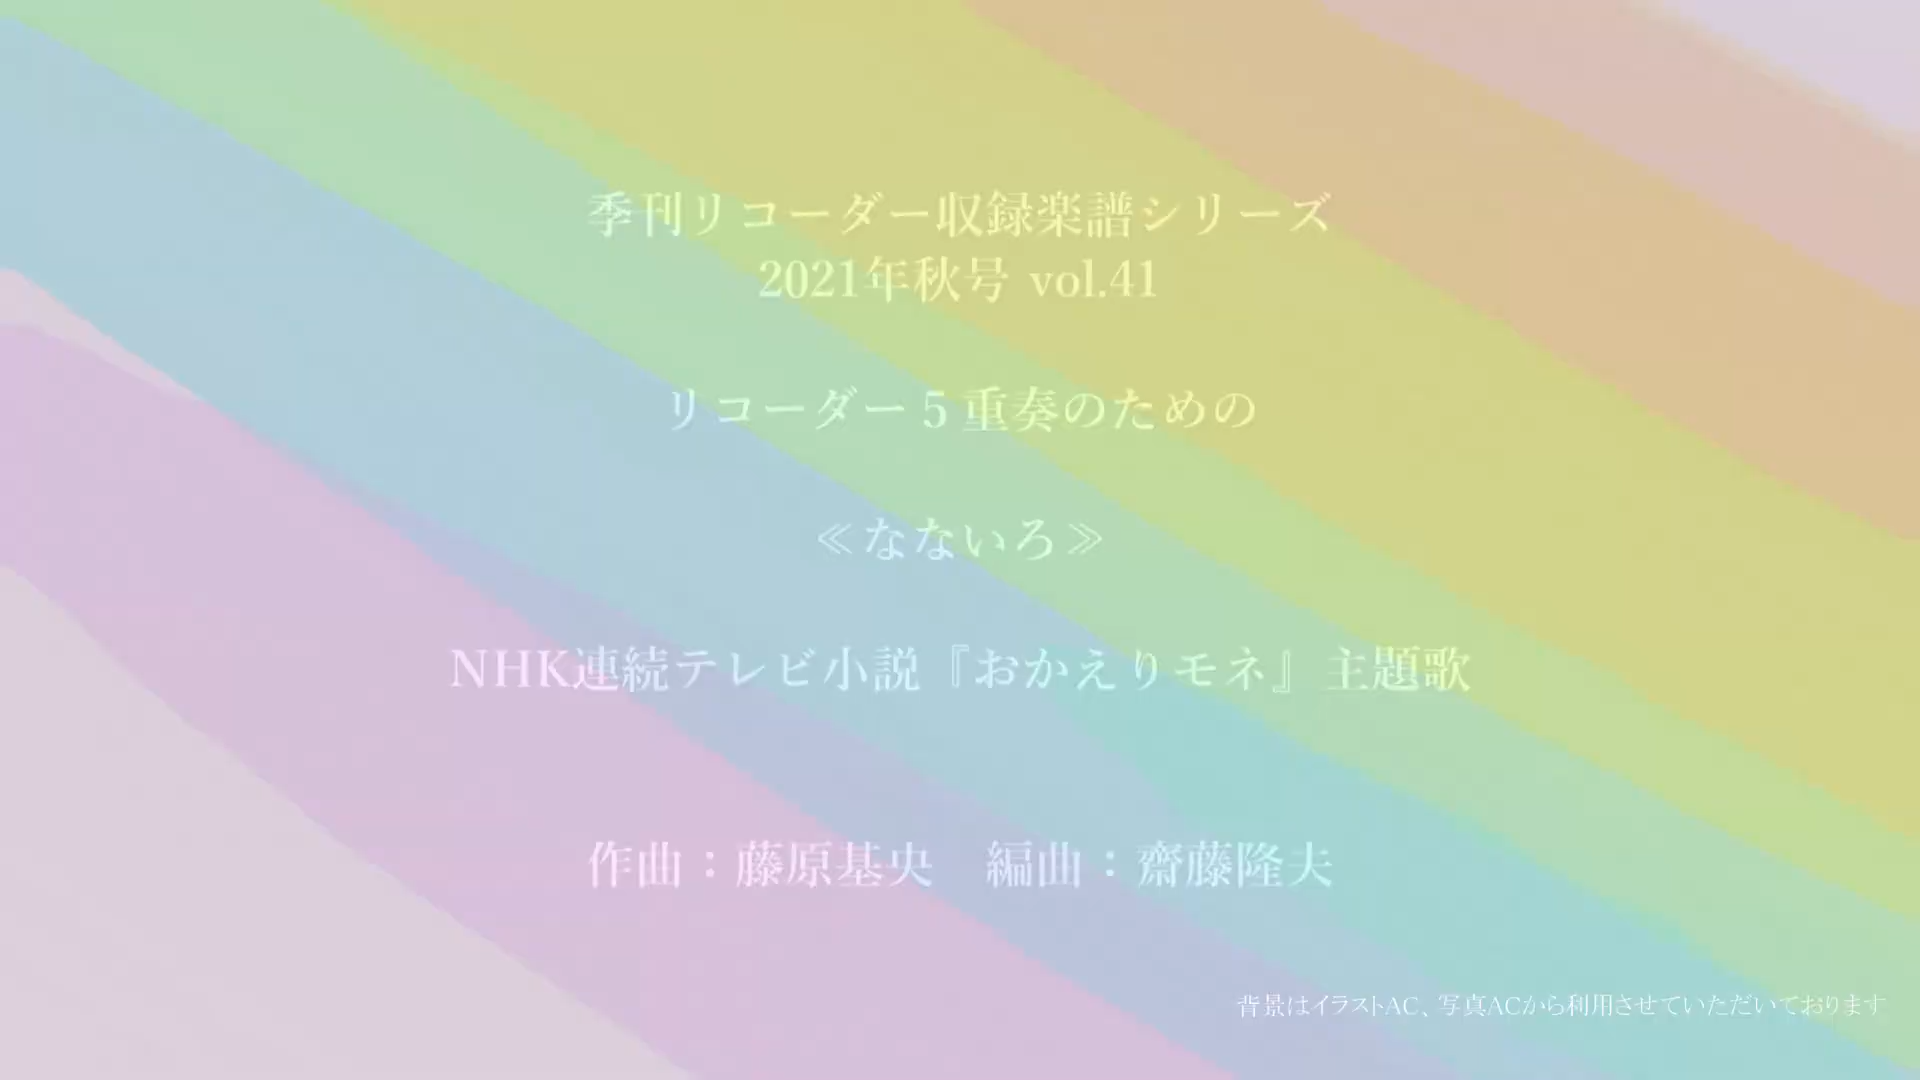 季刊リコーダー収録楽譜シリーズ
2021年秋号 vol.41
リコーダー５重奏のための
≪なないろ≫
NHK連続テレビ小説『おかえりモネ』主題歌
作曲：藤原基央　編曲：齋藤隆夫
背景はイラストAC、写真ACから利用させていただいております